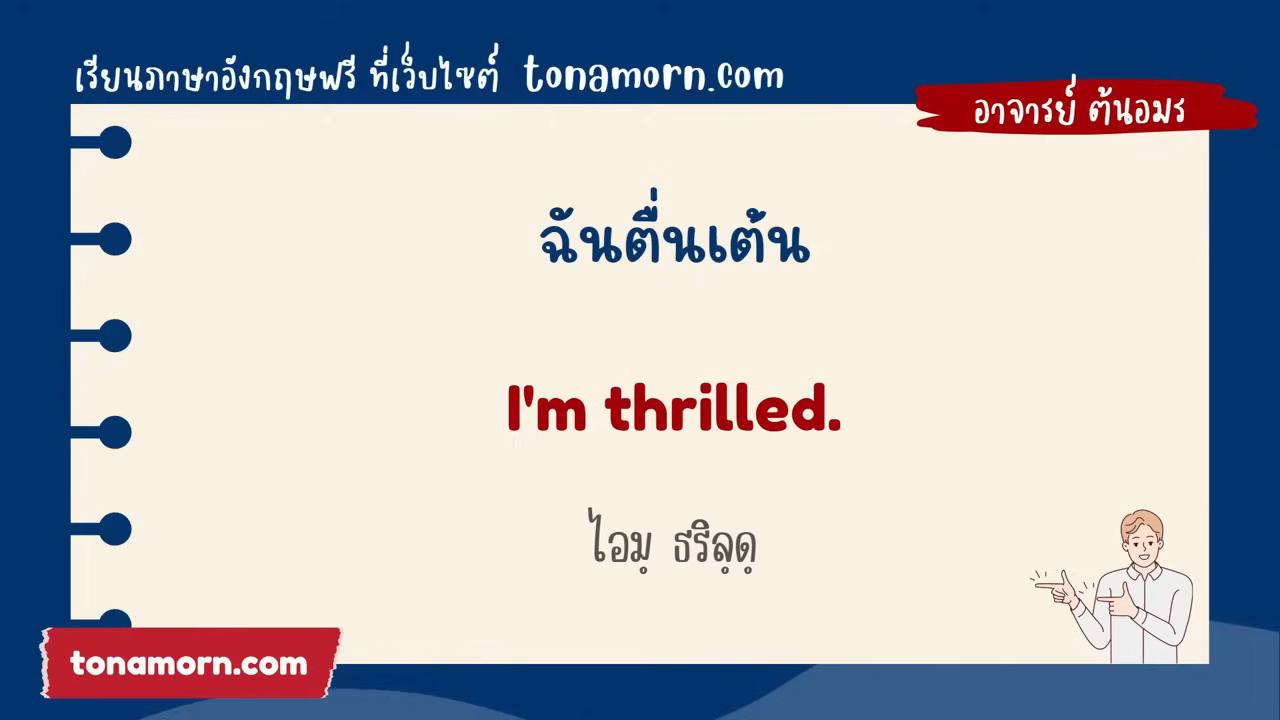 เรียนภาษาอังกฤษฟรี ที่เว็บไซต์ tonamorn.com
อาจารย์ ต้นอมร
ฉันตื่นเต้น
I'm thrilled.
ไอมฺ ธริลฺดฺ
tonamorn.com